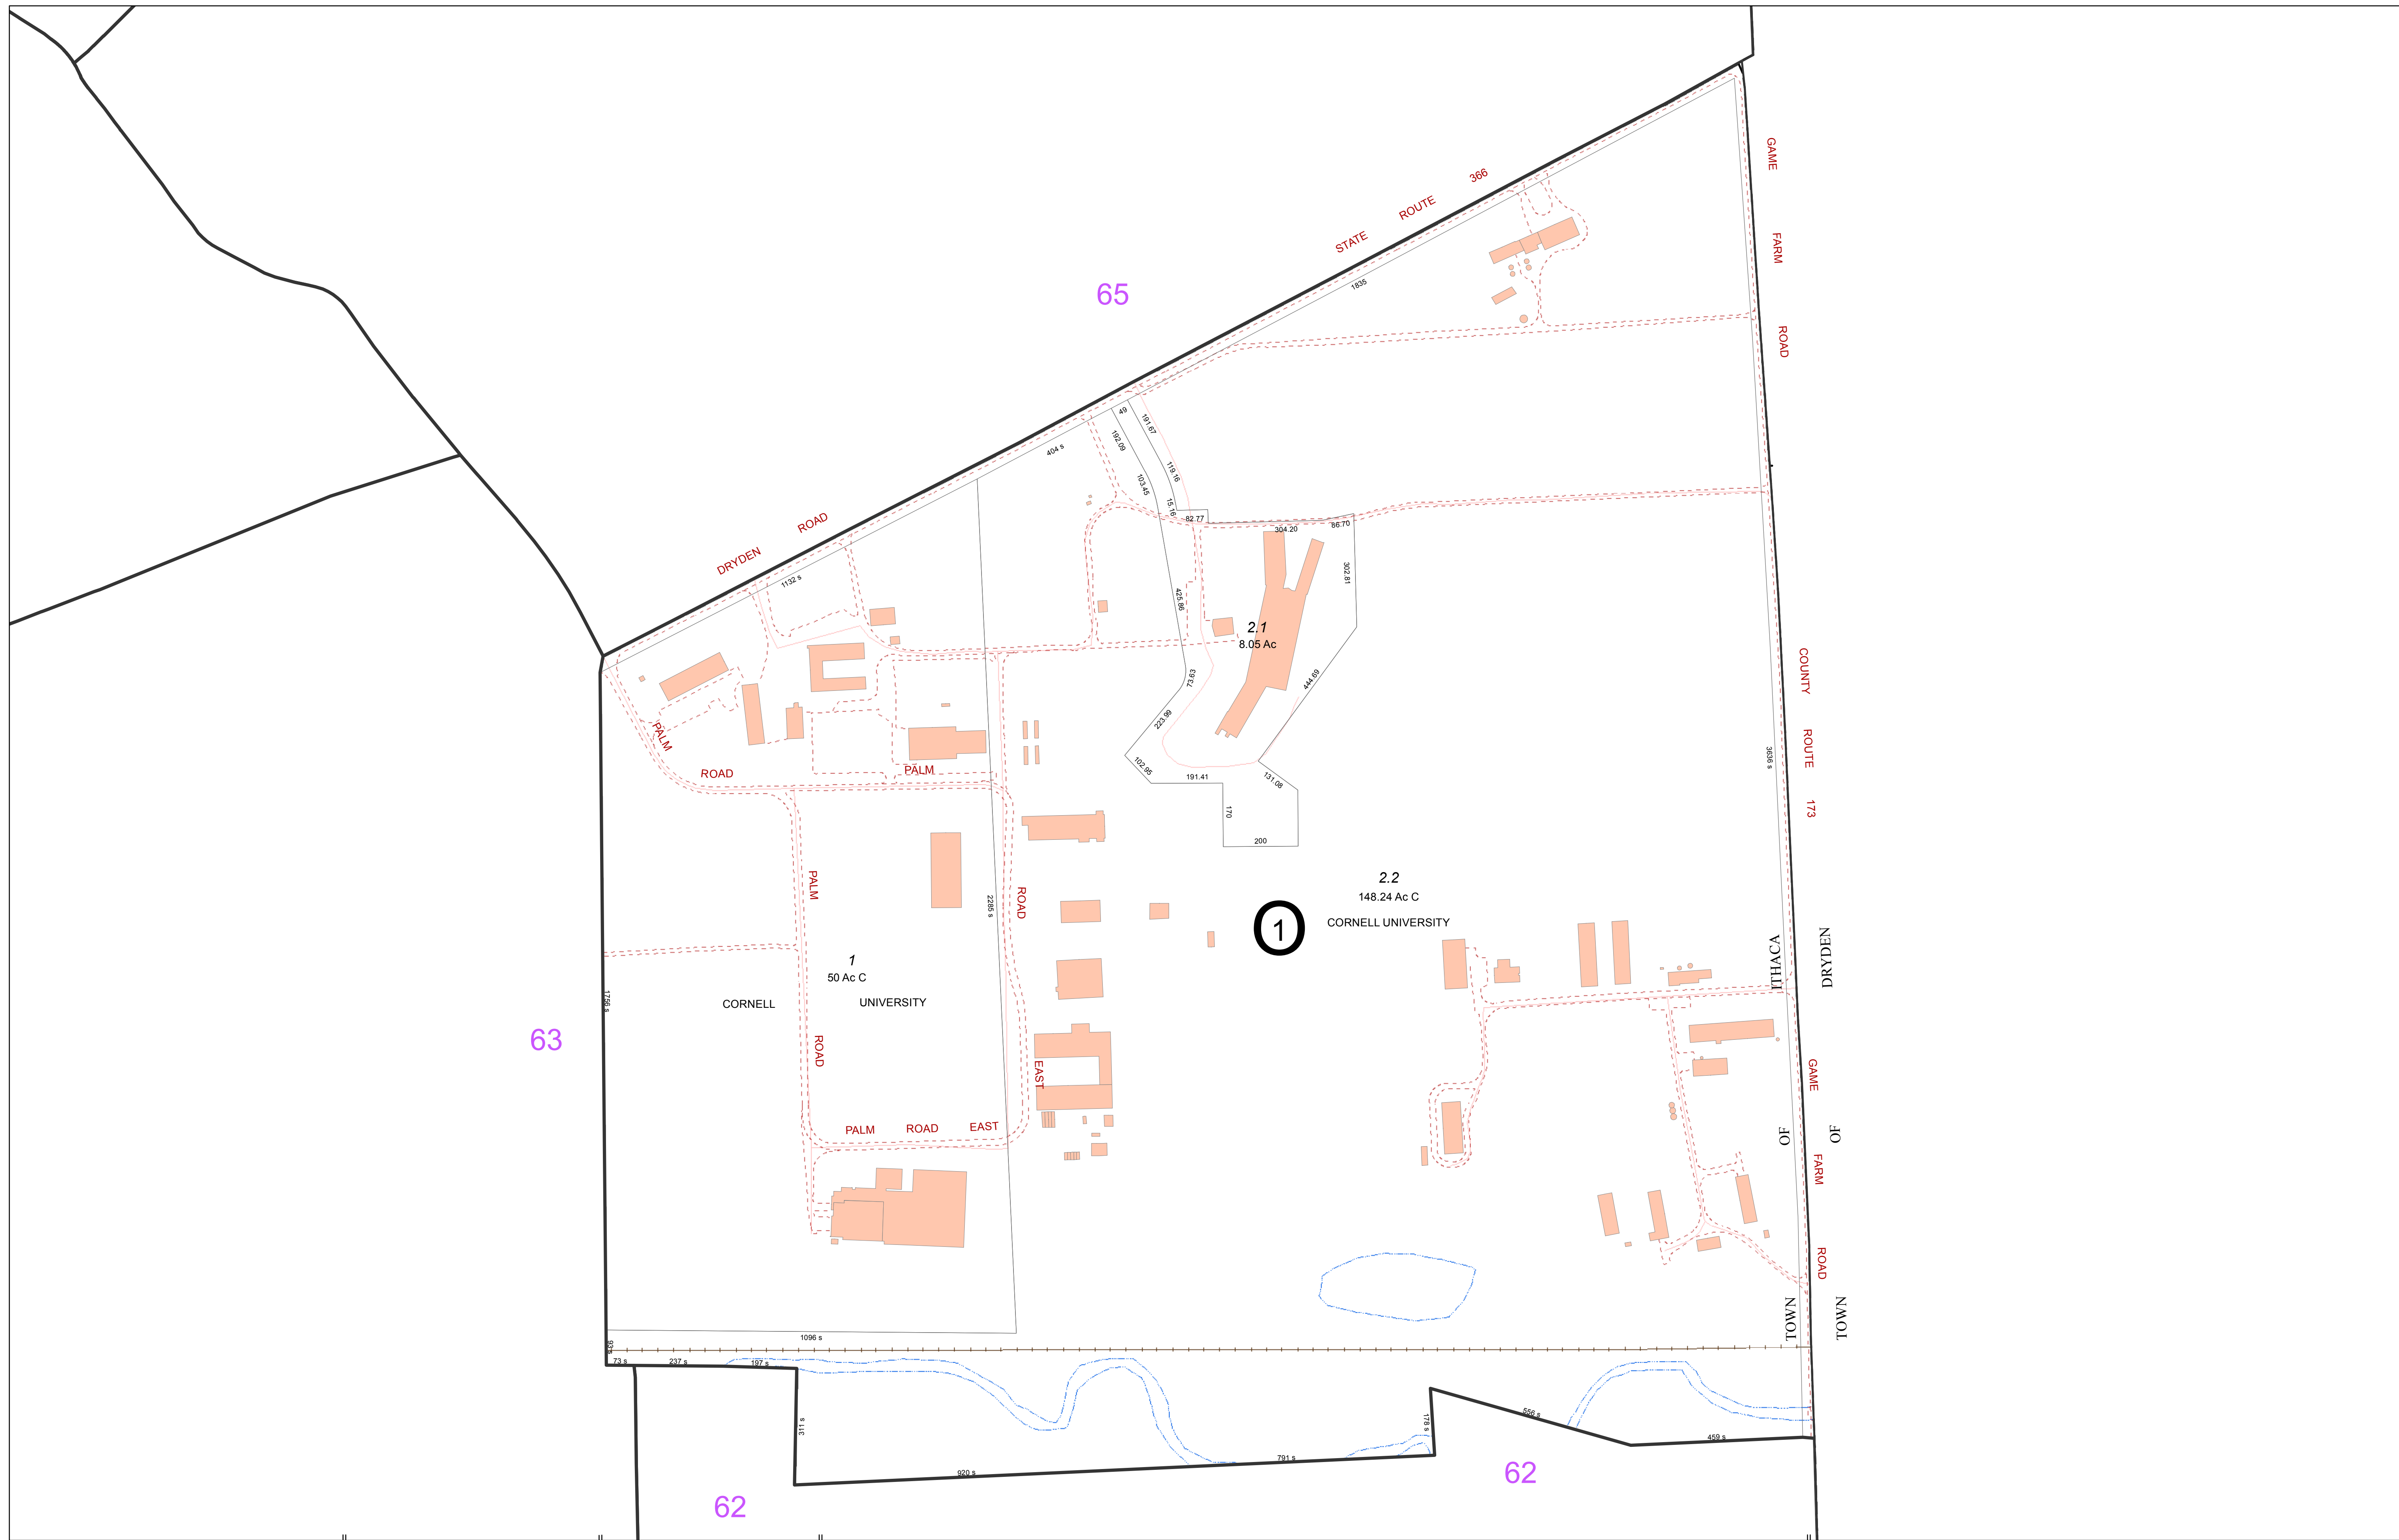 GAME
FARM
ROAD
STATE ROUTE 366
65
1835
49
191.67
192.09
404 s
119.16
103.45
15.16
82.77
304.20
86.70
DRYDEN ROAD
1132 s
302.81
425.86
2.1
8.05 Ac
73.63
444.69
223.99
COUNTY
ROUTE
173
3636 s
PALM
ROAD
PALM
102.95
191.41
131.08
170
200
PALM
ROAD
2285 s
ROAD
EAST
2.2
148.24 Ac C
CORNELL UNIVERSITY
1
1
50 Ac C
CORNELL UNIVERSITY
1756 s
63
PALM ROAD EAST
TOWN OF ITHACA
TOWN OF DRYDEN
GAME
FARM
ROAD
1096 s
93 s
73 s
237 s
197 s
311 s
920 s
791 s
178 s
556 s
459 s
62
62